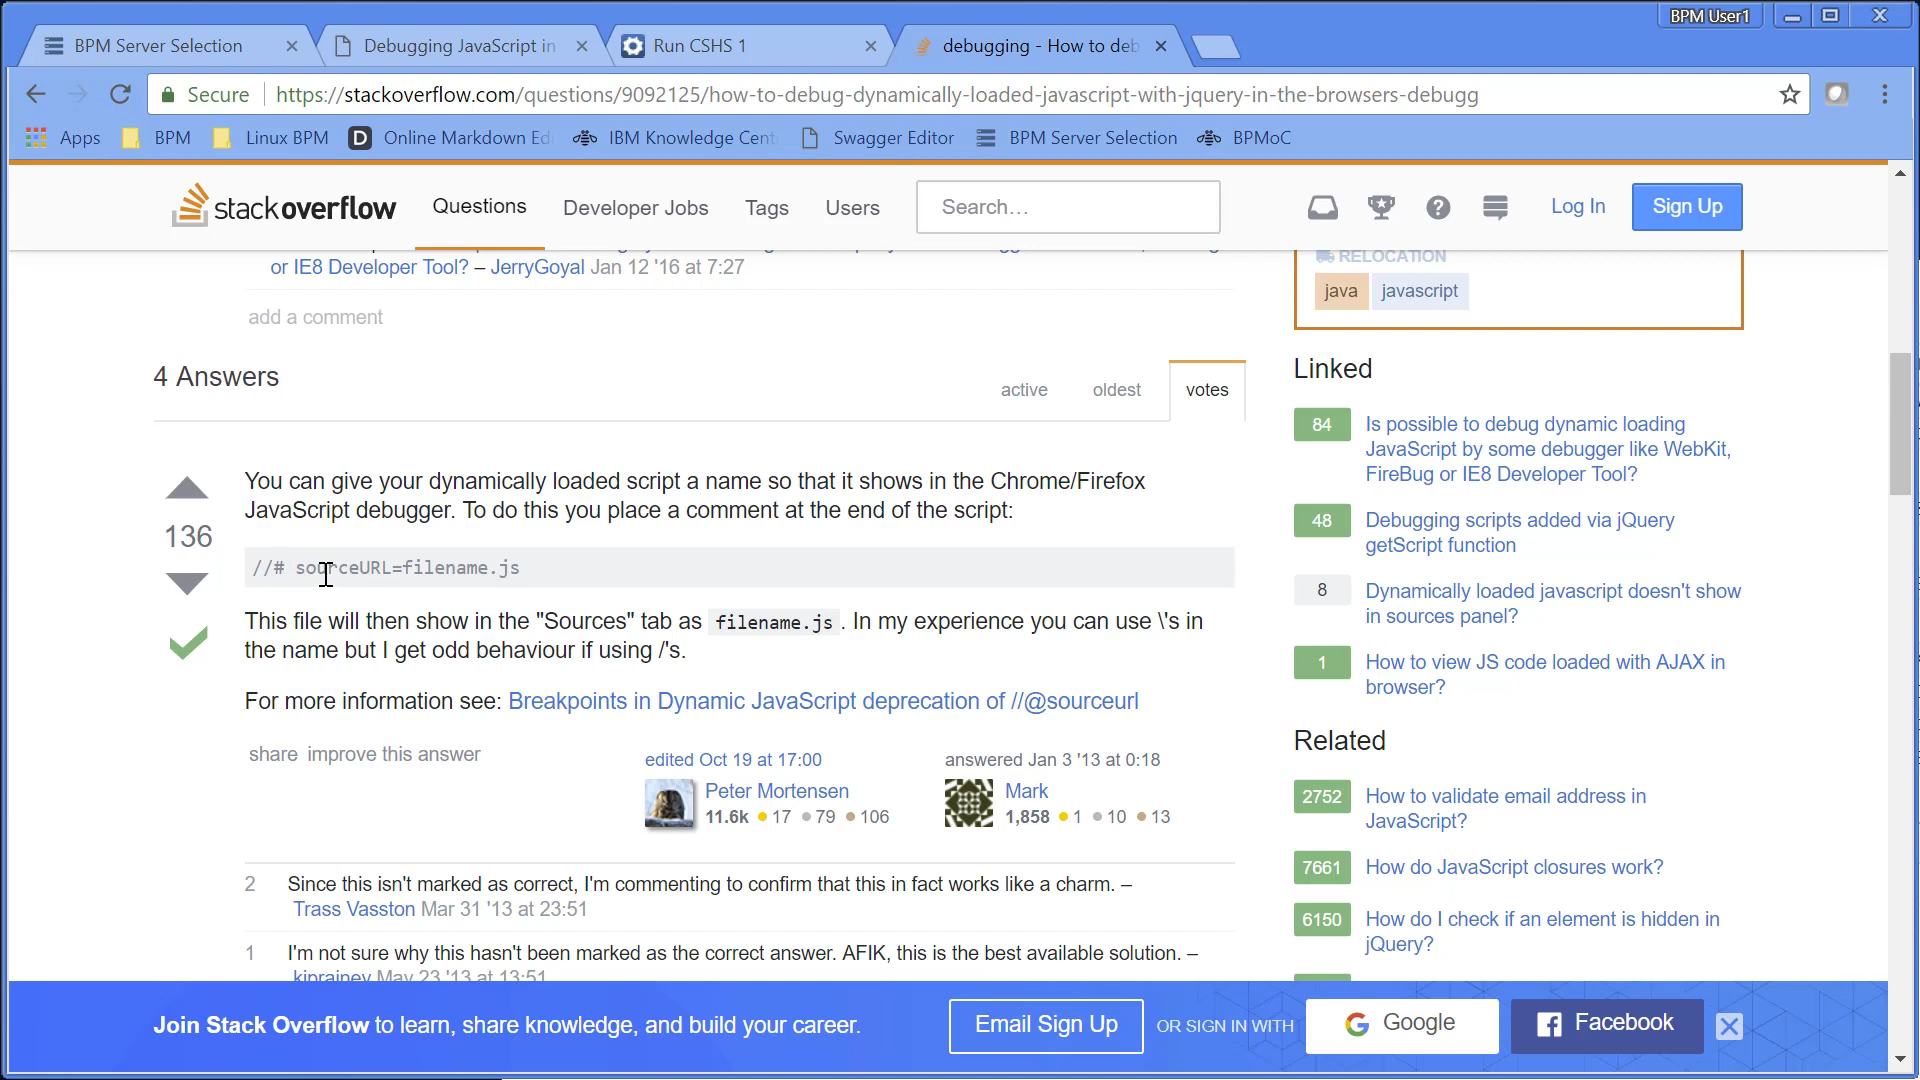 BPM User1
BPM Server Selection
Debugging JavaScript in
Run CSHS 1
debugging - How to deb
Secure
https://stackoverflow.com/questions/9092125/how-to-debug-dynamically-loaded-javascript-with-jquery-in-the-browsers-debugg
Apps
BPM
Linux BPM
Online Markdown Edi
IBM Knowledge Cent
Swagger Editor
BPM Server Selection
BPMoC
stackoverflow
Questions
Developer Jobs
Tags
Users
Search...
Log In
Sign Up
or IE8 Developer Tool? – JerryGoyal Jan 12 '16 at 7:27
add a comment
RELOCATION
java
javascript
4 Answers
active
oldest
votes
136
You can give your dynamically loaded script a name so that it shows in the Chrome/Firefox
JavaScript debugger. To do this you place a comment at the end of the script:
//# sourceURL=filename.js
This file will then show in the "Sources" tab as filename.js. In my experience you can use \'s in
the name but I get odd behaviour if using /'s.
For more information see: Breakpoints in Dynamic JavaScript deprecation of //@sourceurl
share improve this answer
edited Oct 19 at 17:00
Peter Mortensen
11.6k 17 79 106
answered Jan 3 '13 at 0:18
Mark
1,858 1 10 13
2 Since this isn't marked as correct, I'm commenting to confirm that this in fact works like a charm. –
Trass Vasston Mar 31 '13 at 23:51
1 I'm not sure why this hasn't been marked as the correct answer. AFIK, this is the best available solution. –
kiprainey May 23 '13 at 13:51
Linked
84 Is possible to debug dynamic loading
JavaScript by some debugger like WebKit,
FireBug or IE8 Developer Tool?
48 Debugging scripts added via jQuery
getScript function
8 Dynamically loaded javascript doesn't show
in sources panel?
1 How to view JS code loaded with AJAX in
browser?
Related
2752 How to validate email address in
JavaScript?
7661 How do JavaScript closures work?
6150 How do I check if an element is hidden in
jQuery?
Join Stack Overflow to learn, share knowledge, and build your career.
Email Sign Up
OR SIGN IN WITH
Google
Facebook